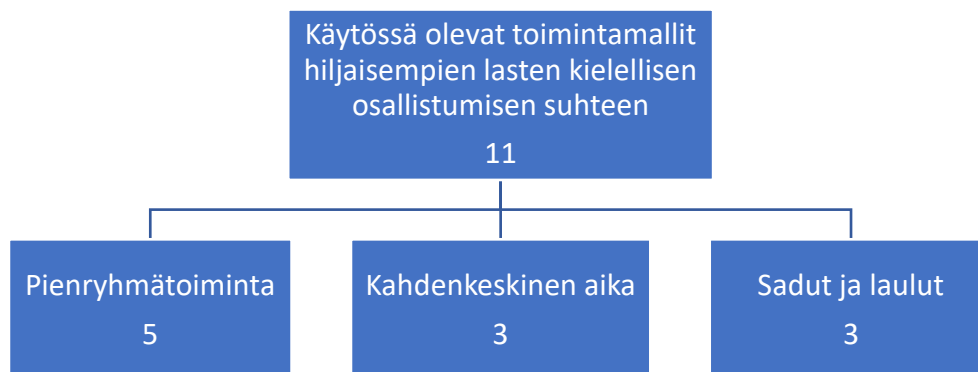 Käytössä olevat toimintamallit
hiljaisempien lasten kielellisen
osallistumisen suhteen
11
Pienryhmätoiminta
5
Kahdenkeskinen aika
3
Sadut ja laulut
3